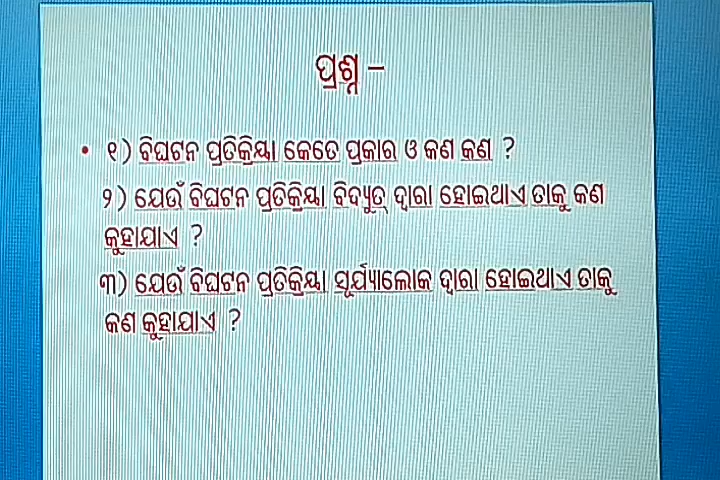 ପ୍ରଶ୍ନ –
• ୧) ବିଘଟନ ପ୍ରତିକ୍ରିୟା କେତେ ପ୍ରକାର ଓ କଣ କଣ ?
୨) ଯେଉଁ ବିଘଟନ ପ୍ରତିକ୍ରିୟା ବିଦ୍ୟୁତ୍ ଦ୍ୱାରା ହୋଇଥାଏ ତାକୁ କଣ
କୁହାଯାଏ ?
୩) ଯେଉଁ ବିଘଟନ ପ୍ରତିକ୍ରିୟା ସୂର୍ଯ୍ୟାଲୋକ ଦ୍ୱାରା ହୋଇଥାଏ ତାକୁ
କଣ କୁହାଯାଏ ?